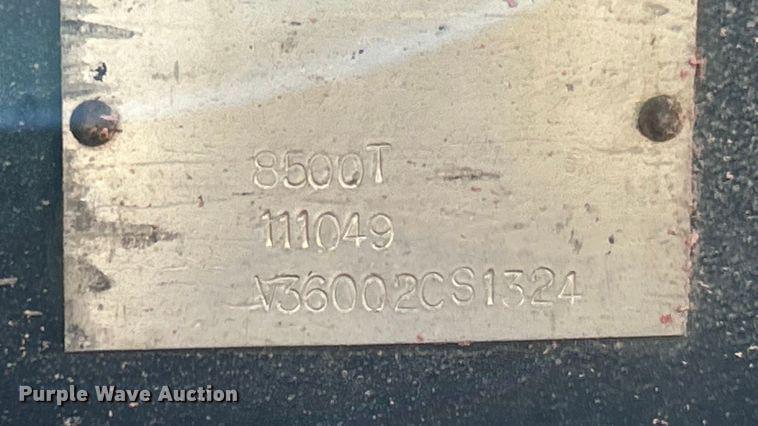 8500T
111049
V36002CS1324
Purple Wave Auction